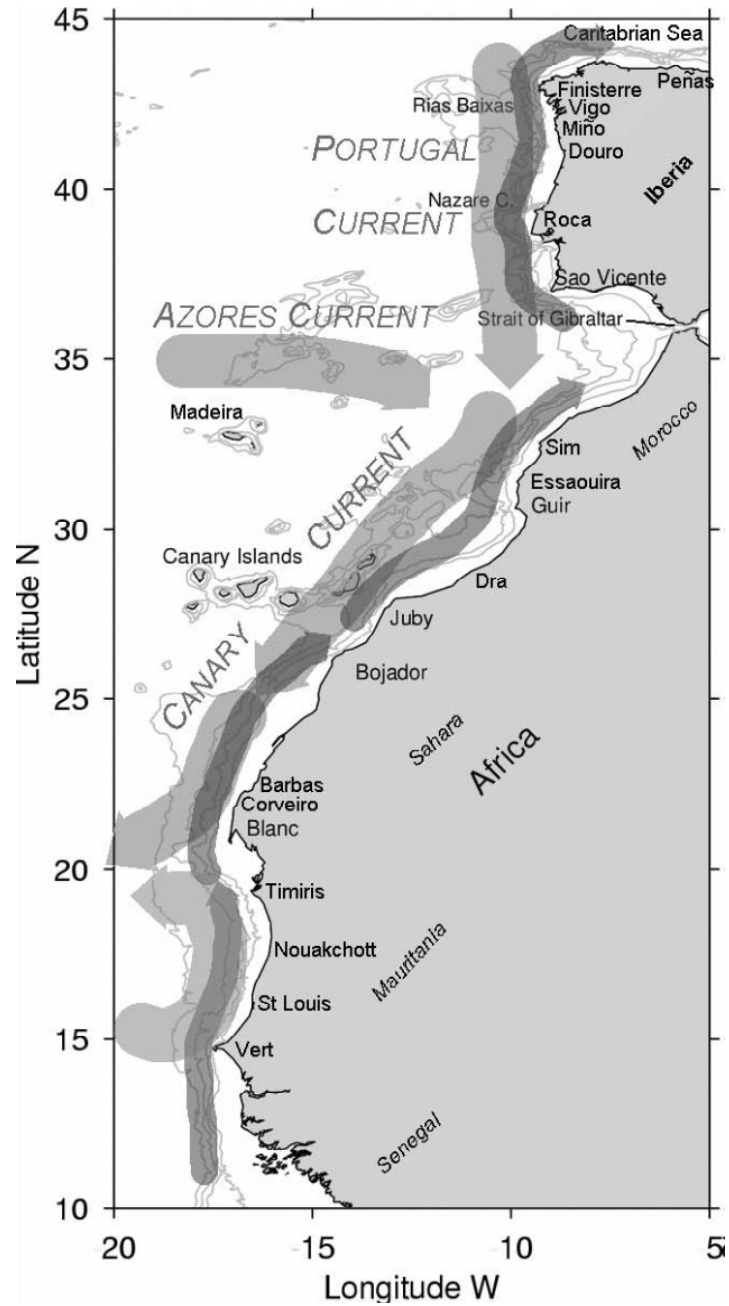 45
Cantabrian Sea
Peñas
Finisterre
Rias Baixas
Vigo
Miño
PORTUGAL
Douro
Iberia
40
Nazare C.
CURRENT
Roca
Sao Vicente
AZORES CURRENT
Strait of Gibraltar
35
Madeira
Morocco
Sim
CURRENT
Essaouira
Guir
30
Canary Islands
Dra
Juby
Latitude N
CANARY
Bojador
25
Sahara
Africa
Barbas
Corveiro
Blanc
20
Timiris
Nouakchott
Mauritania
St Louis
15
Vert
Senegal
10
20 -15 -10 5
Longitude W